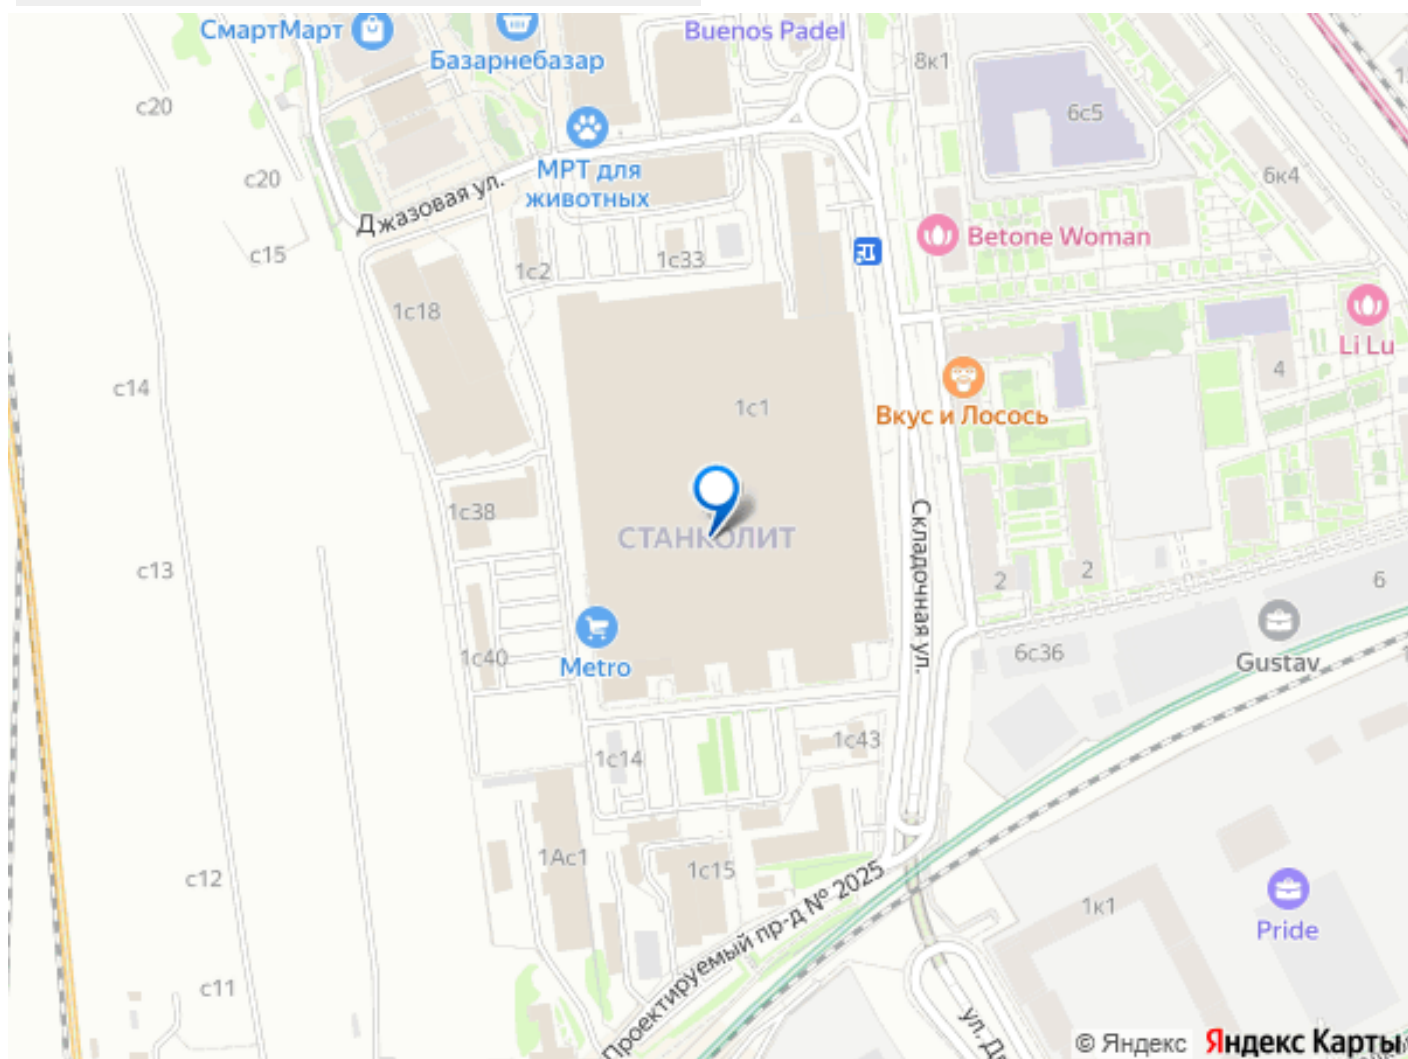 СмартМарт
Базарнебазар
Buenos Padel
8к1
6с5
с20
с20
МРТ для
животных
6к4
Джазовая ул.
Betone Woman
с15
1с2
1с33
1с18
Li Lu
с14
4
1с1
Вкус и Лосось
1с38
СТАНКОЛИТ
Складочная ул.
с13
2
2
6
1с40
Metro
6с36
Gustav
1с43
1с14
1Ас1
1с15
с12
Проектируемый пр-д № 2025
1к1
Pride
с11
© Яндекс Яндекс Карты